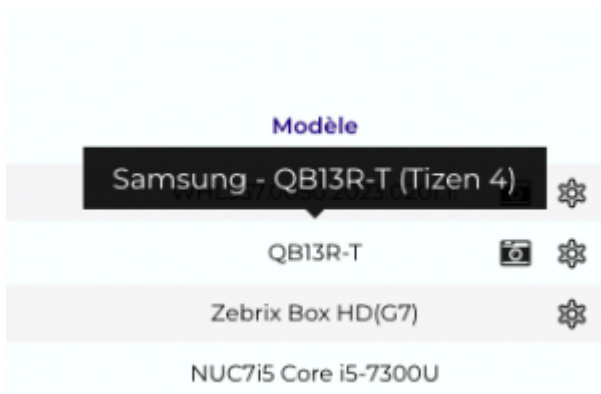 Modèle
Samsung - QB13R-T (Tizen 4)
QB13R-T
Zebrix Box HD(G7)
NUC7i5 Core i5-7300U